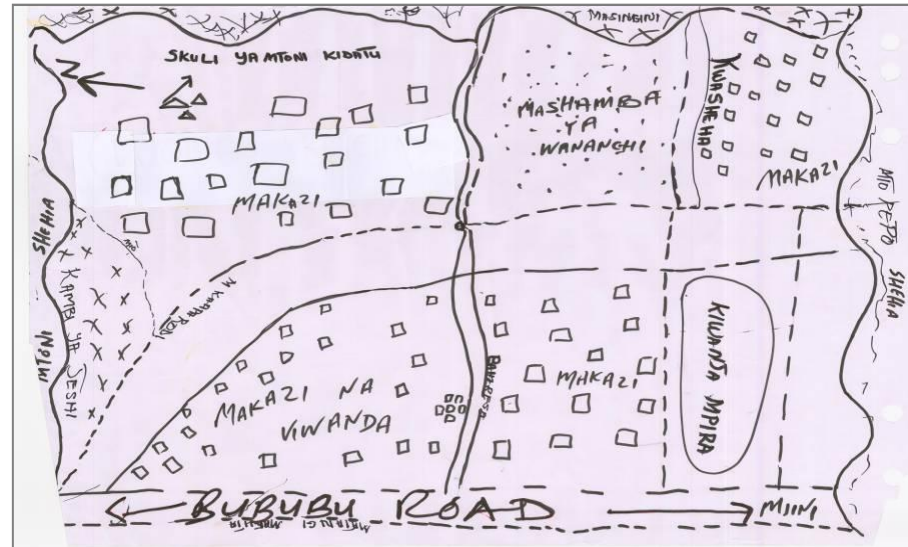 MASINGINI
SKULI YA MTONI KIDATU
N
KWASHEHA
MASHAMBA
YA
WANANCHI
MAKAZI
MAKAZI
MTO PEPO
SHEHIA
SHEHIA
MTONI
KAMBI YA JESHI
MAKAZI NA
VIWANDA
MAKAZI
KIWANJA MPIRA
BUBUBU ROAD
MJINI